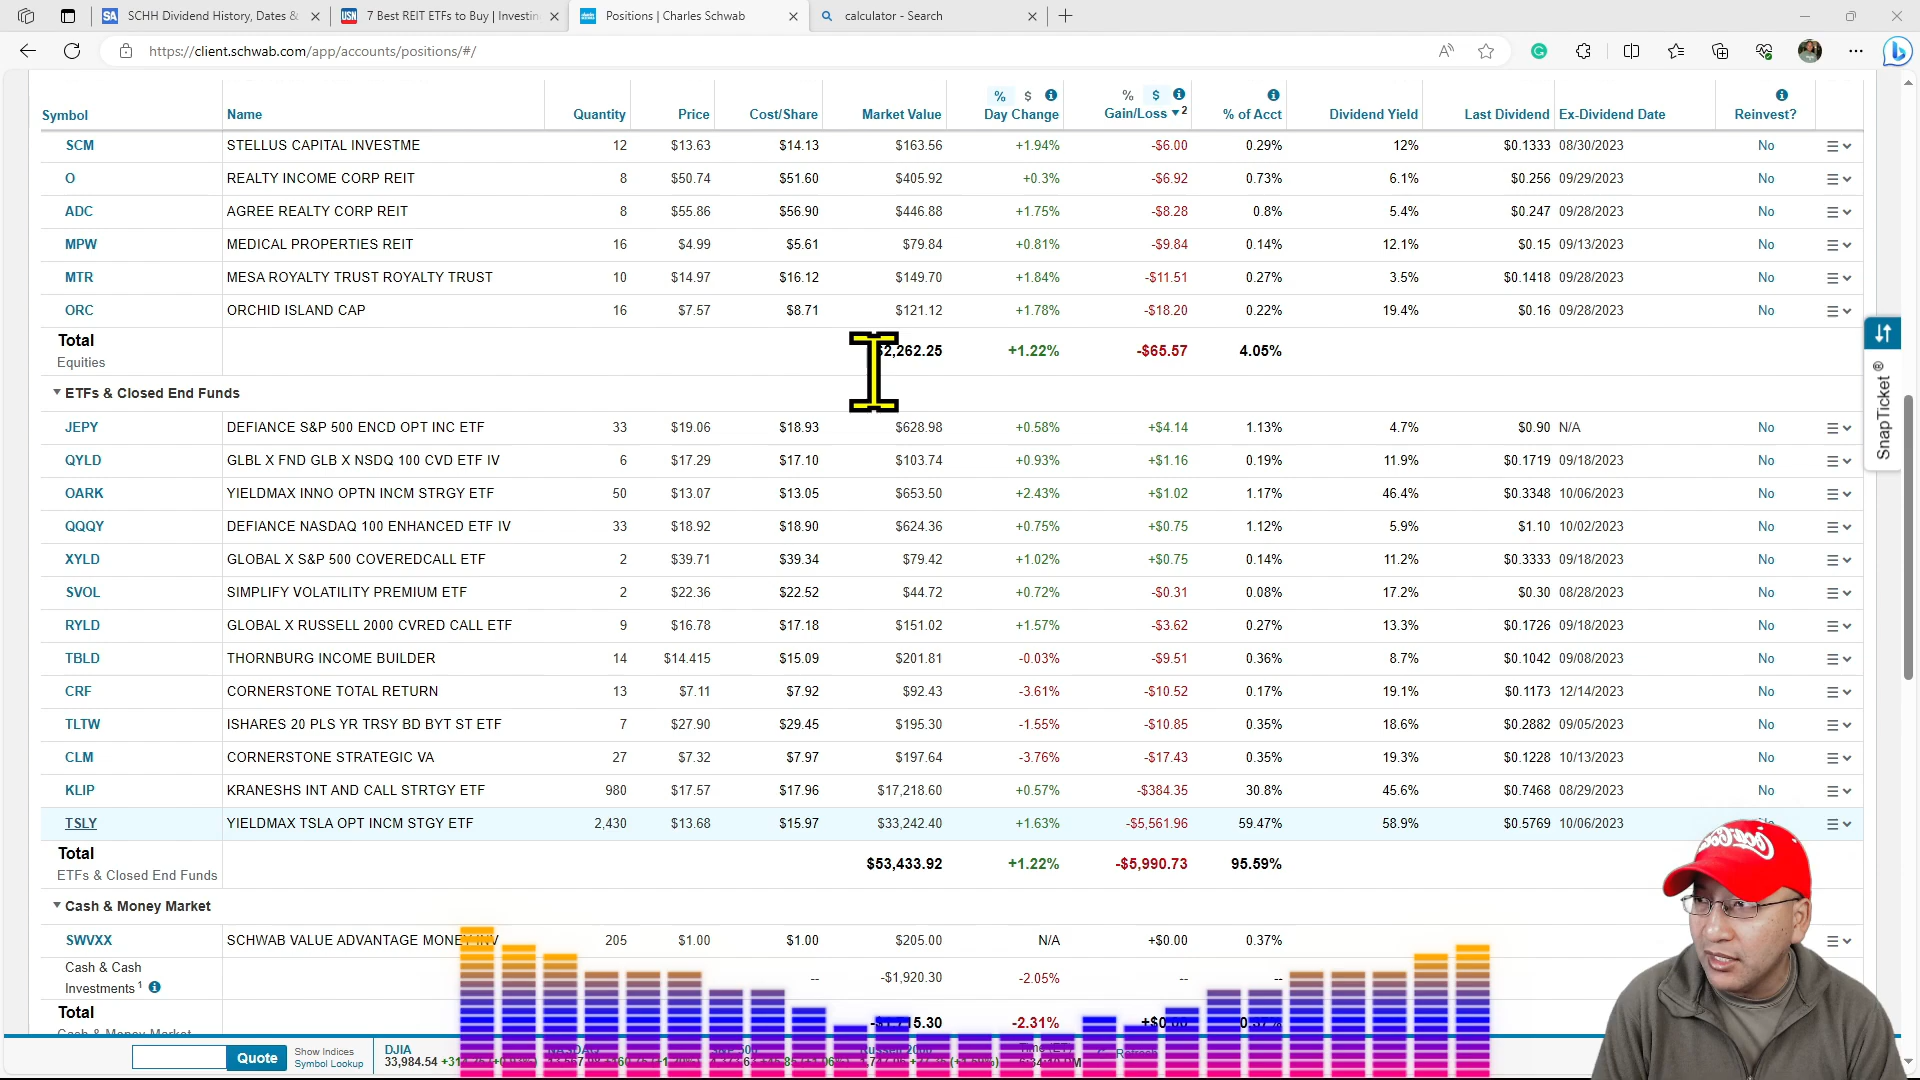 SCHH Dividend History, Dates &
7 Best REIT ETFs to Buy | Investin
Positions | Charles Schwab
calculator - Search
https://client.schwab.com/app/accounts/positions/#/
% $ % $
Symbol Name Quantity Price Cost/Share Market Value Day Change Gain/Loss 2 % of Acct Dividend Yield Last Dividend Ex-Dividend Date Reinvest?
SCM STELLUS CAPITAL INVESTME 12 $13.63 $14.13 $163.56 +1.94% -$6.00 0.29% 12% $0.1333 08/30/2023 No
O REALTY INCOME CORP REIT 8 $50.74 $51.60 $405.92 +0.3% -$6.92 0.73% 6.1% $0.256 09/29/2023 No
ADC AGREE REALTY CORP REIT 8 $55.86 $56.90 $446.88 +1.75% -$8.28 0.8% 5.4% $0.247 09/28/2023 No
MPW MEDICAL PROPERTIES REIT 16 $4.99 $5.61 $79.84 +0.81% -$9.84 0.14% 12.1% $0.15 09/13/2023 No
MTR MESA ROYALTY TRUST ROYALTY TRUST 10 $14.97 $16.12 $149.70 +1.84% -$11.51 0.27% 3.5% $0.1418 09/28/2023 No
ORC ORCHID ISLAND CAP 16 $7.57 $8.71 $121.12 +1.78% -$18.20 0.22% 19.4% $0.16 09/28/2023 No
Total
Equities
2,262.25 +1.22% -$65.57 4.05%
SnapTicket®
ETFs & Closed End Funds
JEPY DEFIANCE S&P 500 ENCD OPT INC ETF 33 $19.06 $18.93 $628.98 +0.58% +$4.14 1.13% 4.7% $0.90 N/A No
QYLD GLBL X FND GLB X NSDQ 100 CVD ETF IV 6 $17.29 $17.10 $103.74 +0.93% +$1.16 0.19% 11.9% $0.1719 09/18/2023 No
OARK YIELDMAX INNO OPTN INCM STRGY ETF 50 $13.07 $13.05 $653.50 +2.43% +$1.02 1.17% 46.4% $0.3348 10/06/2023 No
QQQY DEFIANCE NASDAQ 100 ENHANCED ETF IV 33 $18.92 $18.90 $624.36 +0.75% +$0.75 1.12% 5.9% $1.10 10/02/2023 No
XYLD GLOBAL X S&P 500 COVEREDCALL ETF 2 $39.71 $39.34 $79.42 +1.02% +$0.75 0.14% 11.2% $0.3333 09/18/2023 No
SVOL SIMPLIFY VOLATILITY PREMIUM ETF 2 $22.36 $22.52 $44.72 +0.72% -$0.31 0.08% 17.2% $0.30 08/28/2023 No
RYLD GLOBAL X RUSSELL 2000 CVRED CALL ETF 9 $16.78 $17.18 $151.02 +1.57% -$3.62 0.27% 13.3% $0.1726 09/18/2023 No
TBLD THORNBURG INCOME BUILDER 14 $14.415 $15.09 $201.81 -0.03% -$9.51 0.36% 8.7% $0.1042 09/08/2023 No
CRF CORNERSTONE TOTAL RETURN 13 $7.11 $7.92 $92.43 -3.61% -$10.52 0.17% 19.1% $0.1173 12/14/2023 No
TLTW ISHARES 20 PLS YR TRSY BD BYT ST ETF 7 $27.90 $29.45 $195.30 -1.55% -$10.85 0.35% 18.6% $0.2882 09/05/2023 No
CLM CORNERSTONE STRATEGIC VA 27 $7.32 $7.97 $197.64 -3.76% -$17.43 0.35% 19.3% $0.1228 10/13/2023 No
KLIP KRANESHS INT AND CALL STRTGY ETF 980 $17.57 $17.96 $17,218.60 +0.57% -$384.35 30.8% 45.6% $0.7468 08/29/2023 No
TSLY YIELDMAX TSLA OPT INCM STGY ETF 2,430 $13.68 $15.97 $33,242.40 +1.63% -$5,561.96 59.47% 58.9% $0.5769 10/06/2023
Total
ETFs & Closed End Funds
$53,433.92 +1.22% -$5,990.73 95.59%
Coca-Cola
Cash & Money Market
SWVXX SCHWAB VALUE ADVANTAGE MONEY INV 205 $1.00 $1.00 $205.00 N/A +$0.00 0.37%
Cash & Cash
Investments 1
-- -$1,920.30 -2.05% -- --
Total
Cash & Money Market
-2.31% +$0.00 0.37%
Quote
Show Indices
Symbol Lookup
DJIA
33,984.54
NASDAQ
Russell 2000
Refresh